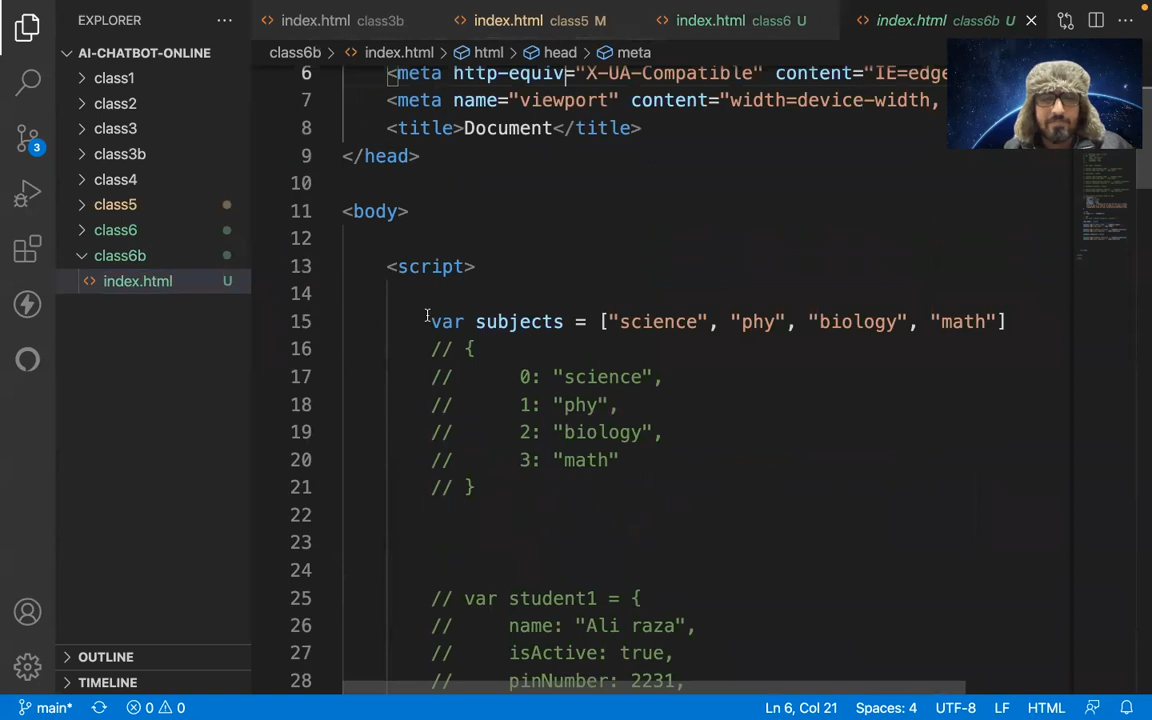 EXPLORER
index.html class3b
index.html class5 M
index.html class6 U
index.html class6b U
AI-CHATBOT-ONLINE
class6b > index.html > html > head > meta
class1
class2
class3
class3b
class4
class5
class6
class6b
index.html U
3
6 <meta http-equiv="X-UA-Compatible" content="IE=edge
7 <meta name="viewport" content="width=device-width,
8 <title>Document</title>
9 </head>
10
11 <body>
12
13 <script>
14
15 var subjects = ["science", "phy", "biology", "math"]
16 // {
17 // 0: "science",
18 // 1: "phy",
19 // 2: "biology",
20 // 3: "math"
21 // }
22
23
24
25 // var student1 = {
26 // name: "Ali raza",
27 // isActive: true,
28 // pinNumber: 2231,
OUTLINE
TIMELINE
main* 0 0 Ln 6, Col 21 Spaces: 4 UTF-8 LF HTML